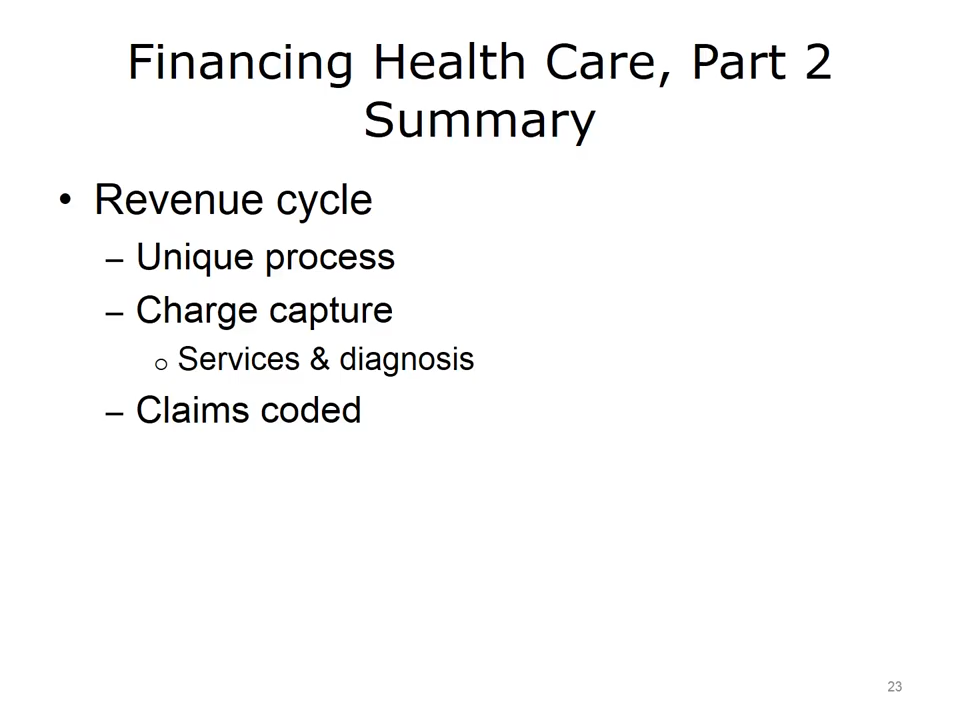 Financing Health Care, Part 2
Summary
• Revenue cycle
– Unique process
– Charge capture
o Services & diagnosis
– Claims coded
23